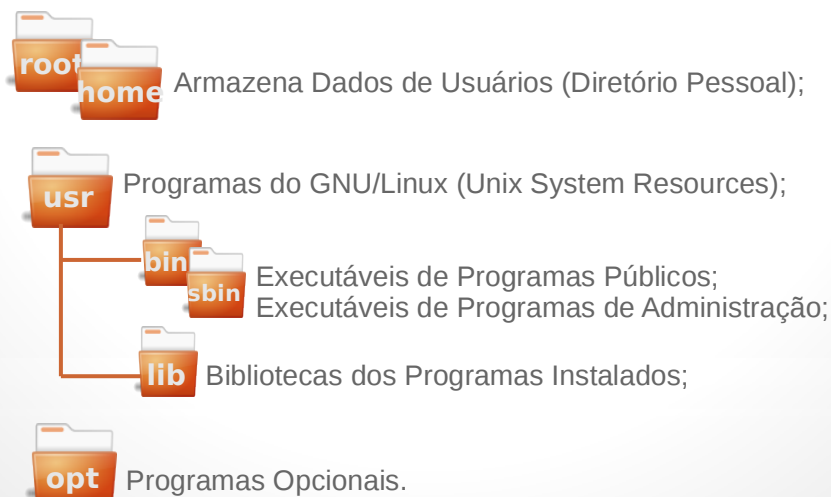 root
home
Armazena Dados de Usuários (Diretório Pessoal);
usr
Programas do GNU/Linux (Unix System Resources);
bin
sbin
Executáveis de Programas Públicos;
Executáveis de Programas de Administração;
lib
Bibliotecas dos Programas Instalados;
opt
Programas Opcionais.